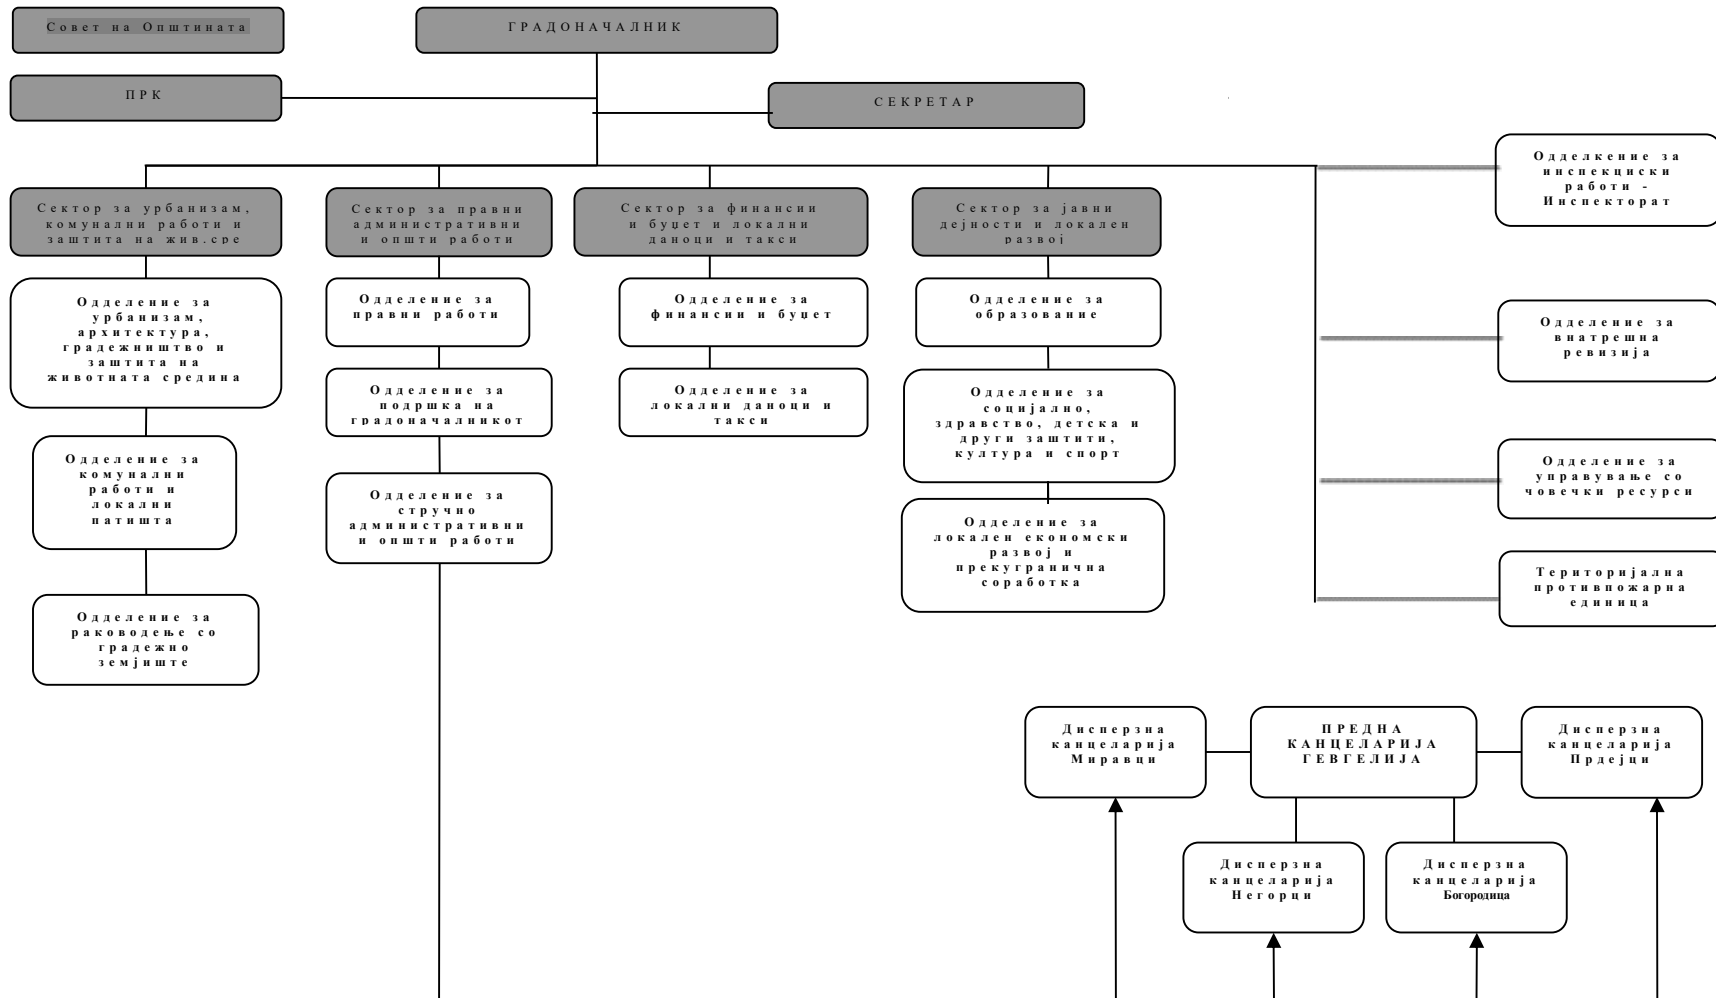 Совет на Општината
ГРАДОНАЧАЛНИК
ПРК
СЕКРЕТАР
Одделкение за
инспекциски
работи -
Инспекторат
Сектор за урбанизам,
комунални работи и
заштита на жив.сре
Сектор за правни
административни
и општи работи
Сектор за финансии
и буџет и локални
даноци и такси
Сектор за јавни
дејности и локален
развој
Одделение за
урбанизам,
архитектура,
градежништво и
заштита на
животната средина
Одделение за
правни работи
Одделение за
финансии и буџет
Одделение за
образование
Одделение за
внатрешна
ревизија
Одделение за
подршка на
градоначалникот
Одделение за
локални даноци и
такси
Одделение за
социјално,
здравство, детска и
други заштити,
култура и спорт
Одделение за
комунални
работи и
локални
патишта
Одделение за
стручно
административни
и општи работи
Одделение за
управување со
човечки ресурси
Одделение за
локален економски
развој и
прекугранична
соработка
Територијална
противпожарна
единица
Одделение за
раководење со
градежно
земјиште
Дисперзна
канцеларија
Миравци
ПРЕДНА
КАНЦЕЛАРИЈА
ГЕВГЕЛИЈА
Дисперзна
канцеларија
Прдејци
Дисперзна
канцеларија
Негорци
Дисперзна
канцеларија
Богородица